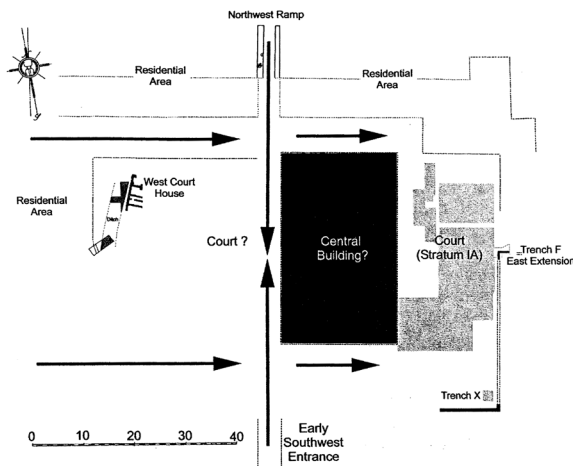 Northwest Ramp
Residential
Area
Residential
Area
West Court
House
Ditch
Residential
Area
Court ?
Central
Building?
Court
(Stratum IA)
Trench F
East Extension
Trench X
0 10 20 30 40
Early
Southwest
Entrance